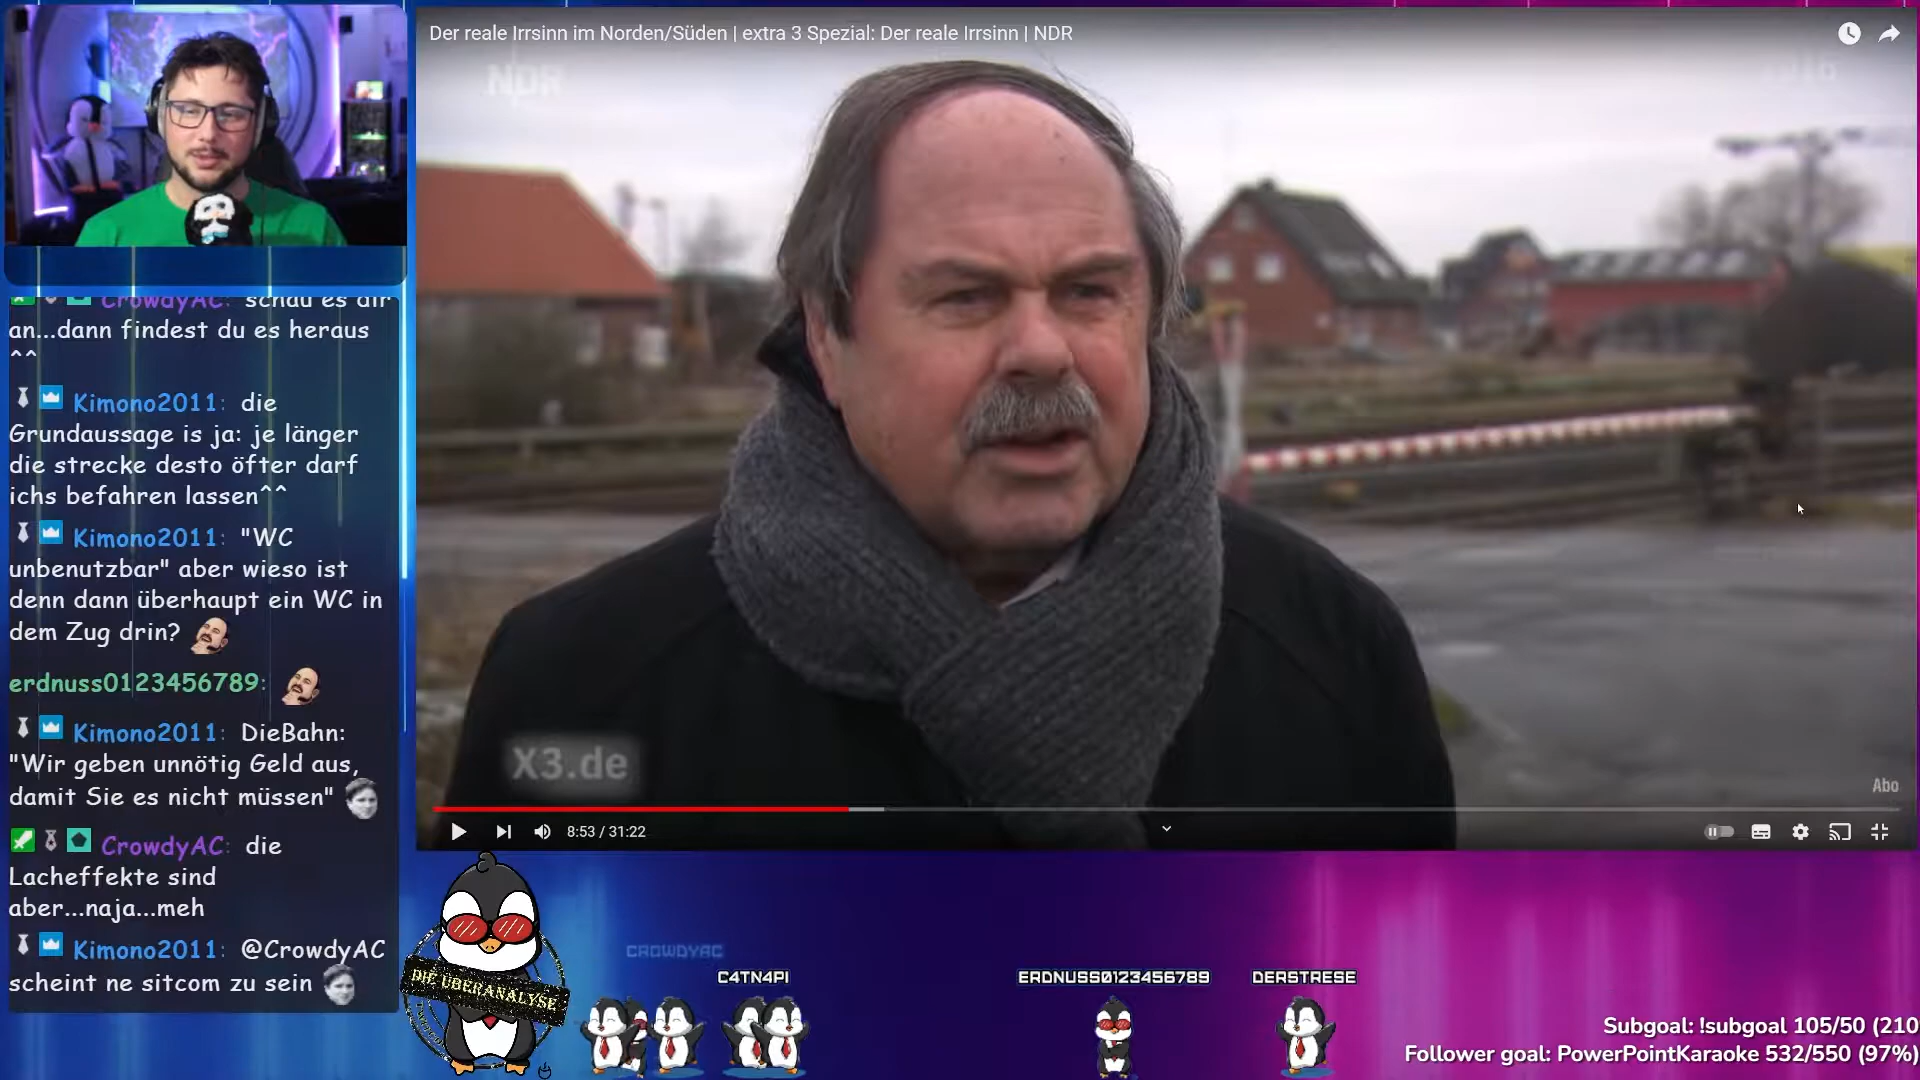 Der reale Irrsinn im Norden/Süden | extra 3 Spezial: Der reale Irrsinn | NDR
NDR
CrowdyAC: schau es dir
an...dann findest du es heraus
^^
Kimono2011: die
Grundaussage is ja: je länger
die strecke desto öfter darf
ichs befahren lassen^^
Kimono2011: "WC
unbenutzbar" aber wieso ist
denn dann überhaupt ein WC in
dem Zug drin?
erdnuss0123456789:
Kimono2011: DieBahn:
"Wir geben unnötig Geld aus,
damit Sie es nicht müssen"
CrowdyAC: die
Lacheffekte sind
aber...naja...meh
Kimono2011: @CrowdyAC
scheint ne sitcom zu sein
X3.de
Abo
8:53 / 31:22
DIE ÜBERANALYSE
CROWDYAC
C4TN4PI
ERDNUSS0123456789
DERSTRESE
Subgoal: !subgoal 105/50 (210
Follower goal: PowerPointKaraoke 532/550 (97%)